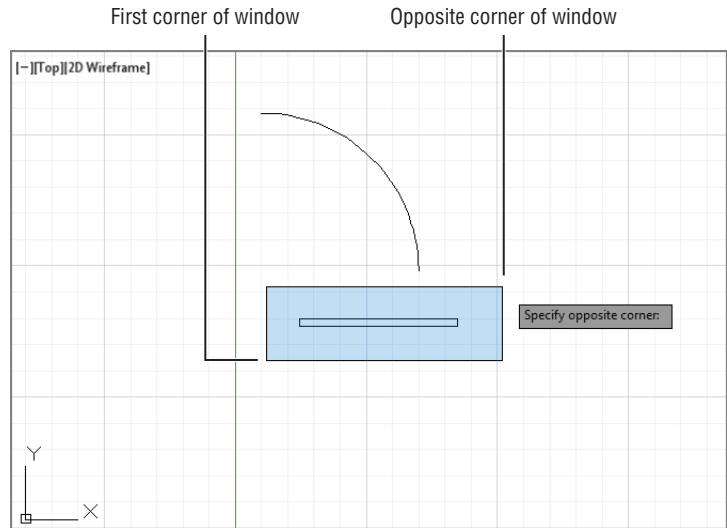 First corner of window
Opposite corner of window
[−][Top][2D Wireframe]
Specify opposite corner:
Y
X